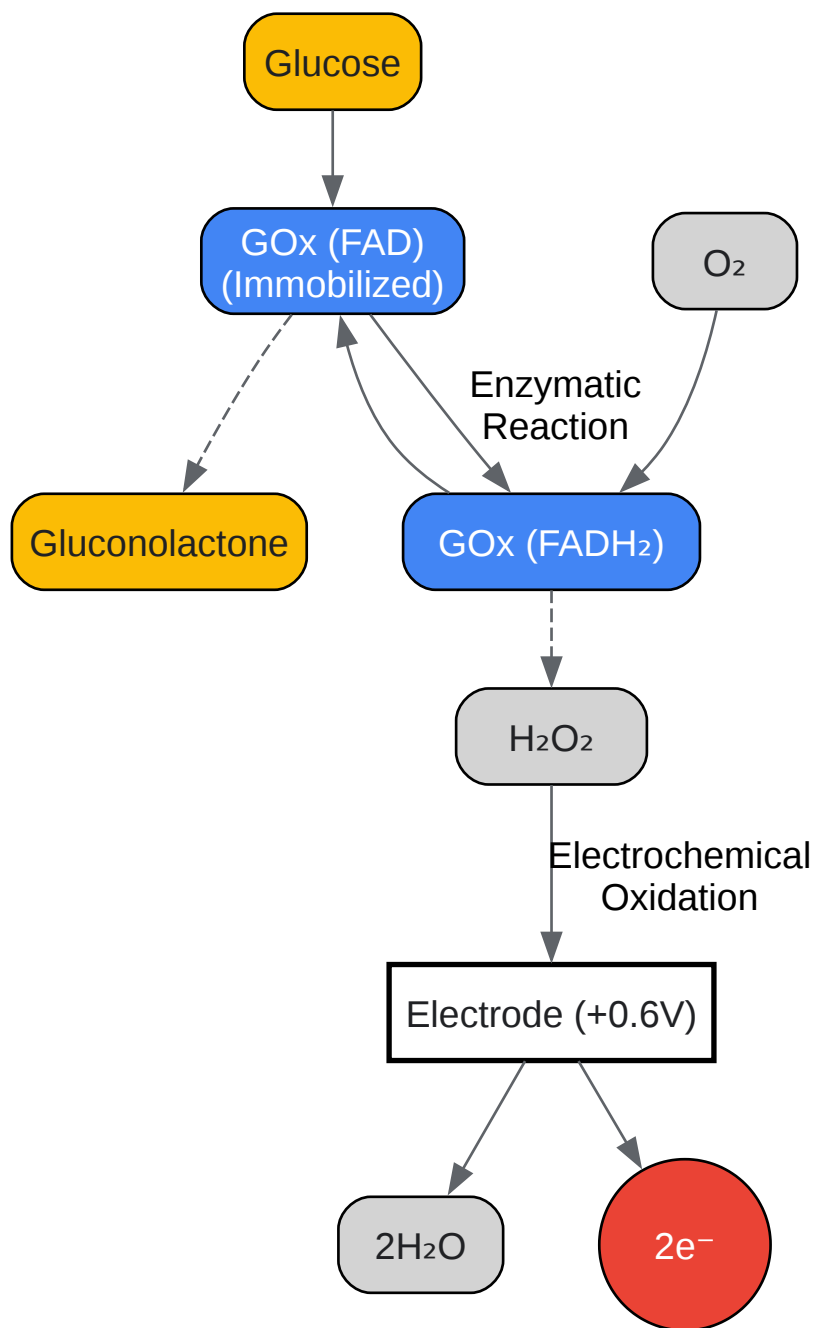 Glucose
GOx (FAD)
(Immobilized)
O₂
Enzymatic
Reaction
Gluconolactone
GOx (FADH₂)
H₂O₂
Electrochemical
Oxidation
Electrode (+0.6V)
2H₂O
2e⁻